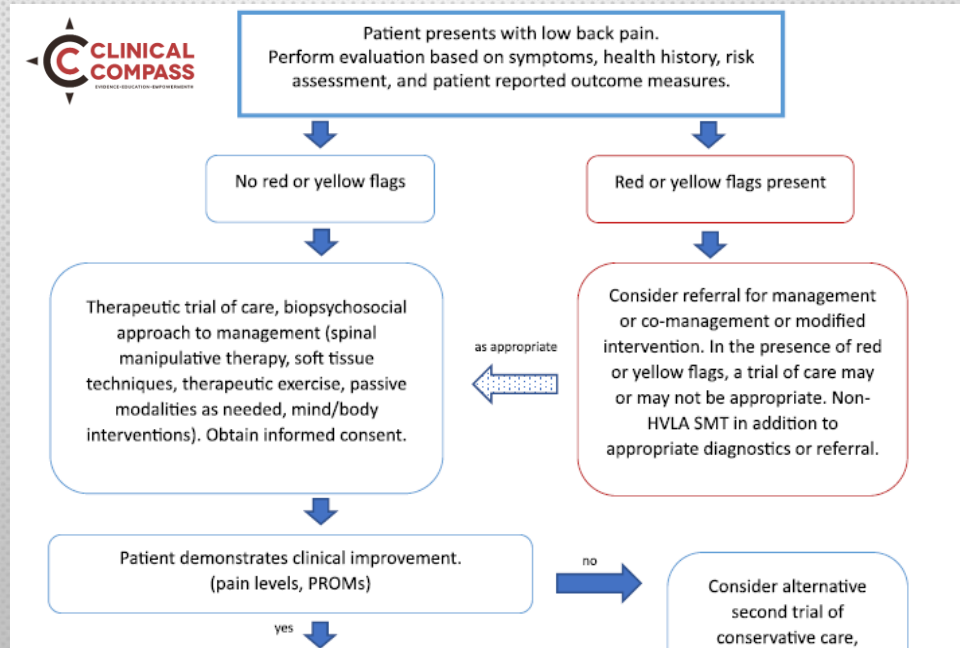 CLINICAL
COMPASS
EVIDENCE•EDUCATION•EMPOWERMENT®
Patient presents with low back pain.
Perform evaluation based on symptoms, health history, risk
assessment, and patient reported outcome measures.
No red or yellow flags
Red or yellow flags present
Therapeutic trial of care, biopsychosocial
approach to management (spinal
manipulative therapy, soft tissue
techniques, therapeutic exercise, passive
modalities as needed, mind/body
interventions). Obtain informed consent.
as appropriate
Consider referral for management
or co-management or modified
intervention. In the presence of red
or yellow flags, a trial of care may
or may not be appropriate. Non-
HVLA SMT in addition to
appropriate diagnostics or referral.
Patient demonstrates clinical improvement.
(pain levels, PROMs)
no
yes
Consider alternative
second trial of
conservative care,